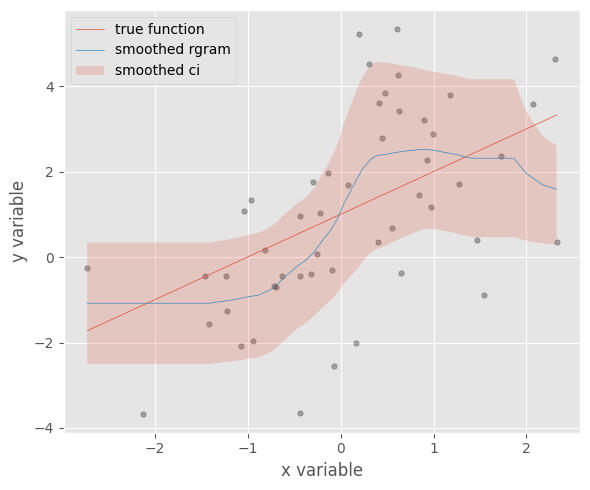 true function
smoothed rgram
smoothed ci
4
2
0
−2
−4
y variable
−2
−1
0
1
2
x variable